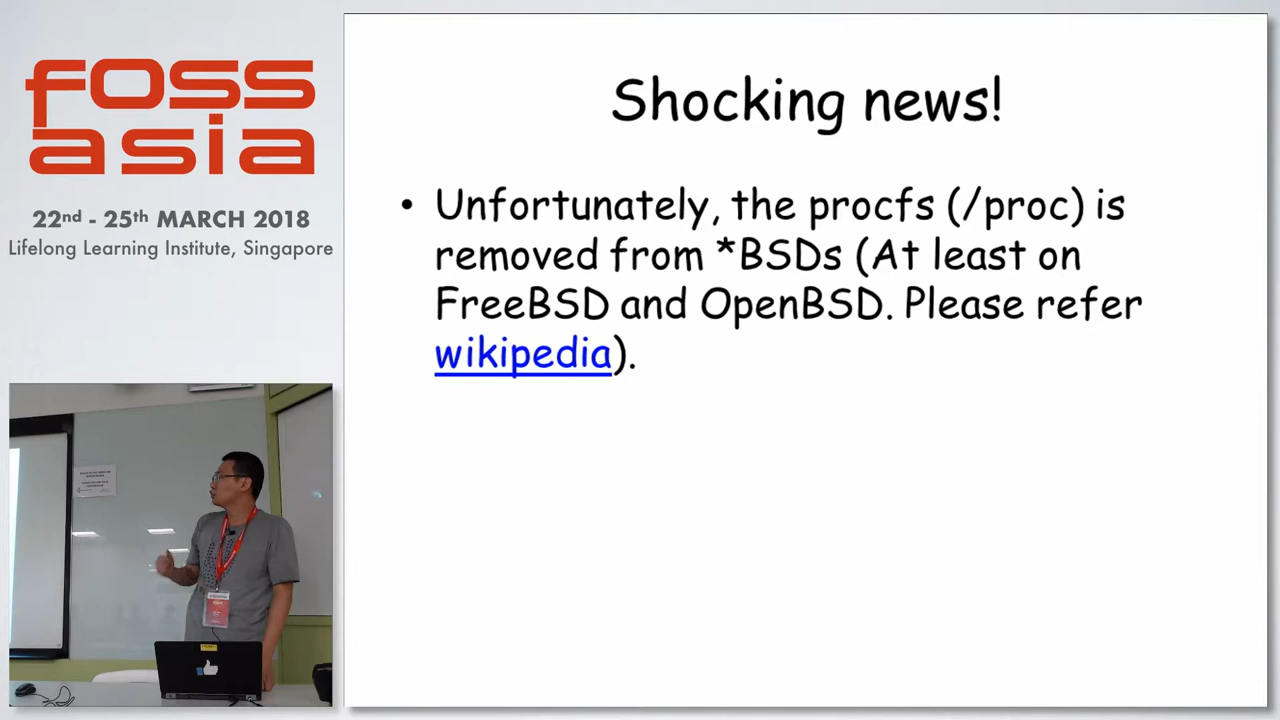 foss
asia
22nd - 25th MARCH 2018
Lifelong Learning Institute, Singapore
Shocking news!
• Unfortunately, the procfs (/proc) is
removed from *BSDs (At least on
FreeBSD and OpenBSD. Please refer
wikipedia).